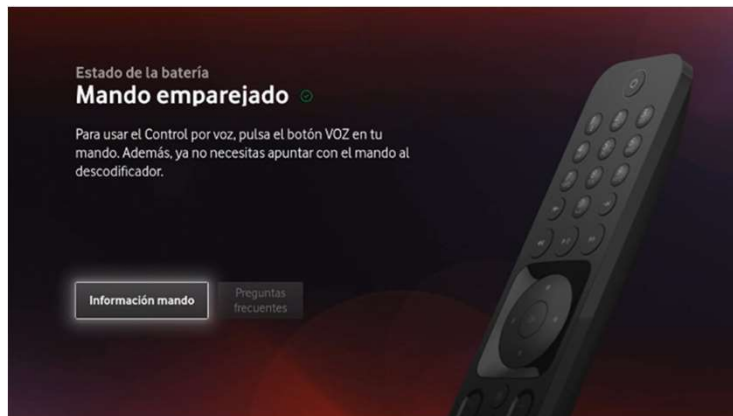 Estado de la batería
Mando emparejado
Para usar el Control por voz, pulsa el botón VOZ en tu
mando. Además, ya no necesitas apuntar con el mando al
descodificador.
Información mando
Preguntas
frecuentes